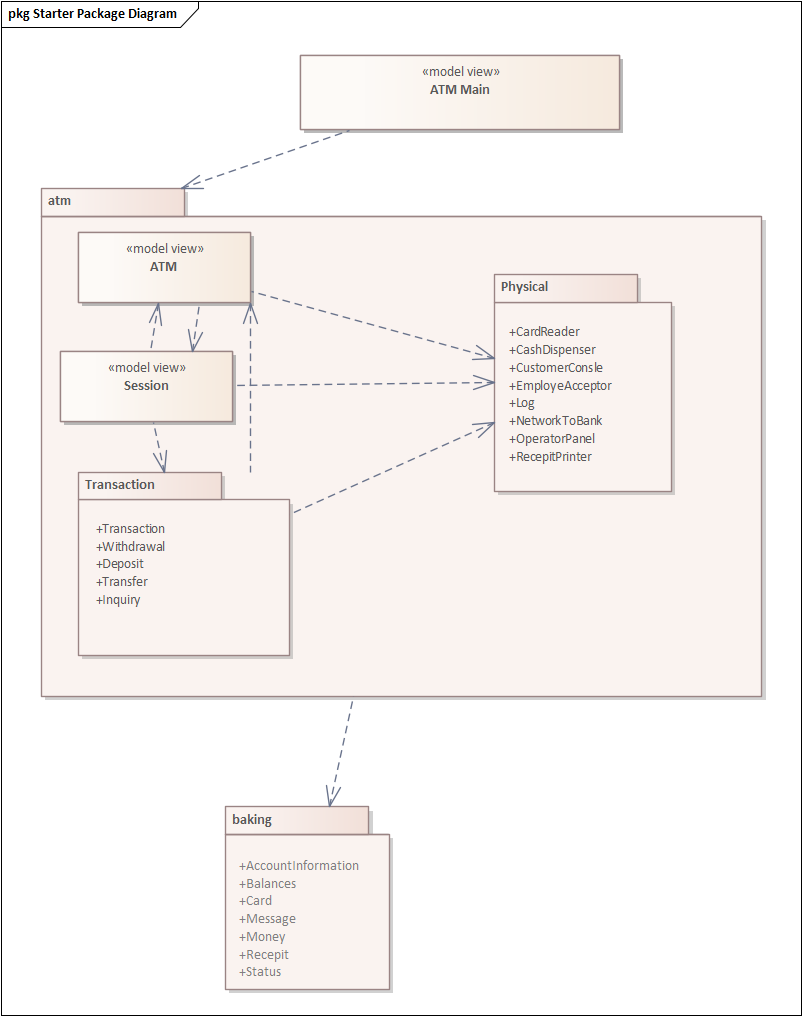 pkg Starter Package Diagram
«model view»
ATM Main
atm
«model view»
ATM
«model view»
Session
Physical
+CardReader
+CashDispenser
+CustomerConsle
+EmployeAcceptor
+Log
+NetworkToBank
+OperatorPanel
+RecepitPrinter
Transaction
+Transaction
+Withdrawal
+Deposit
+Transfer
+Inquiry
baking
+AccountInformation
+Balances
+Card
+Message
+Money
+Recepit
+Status